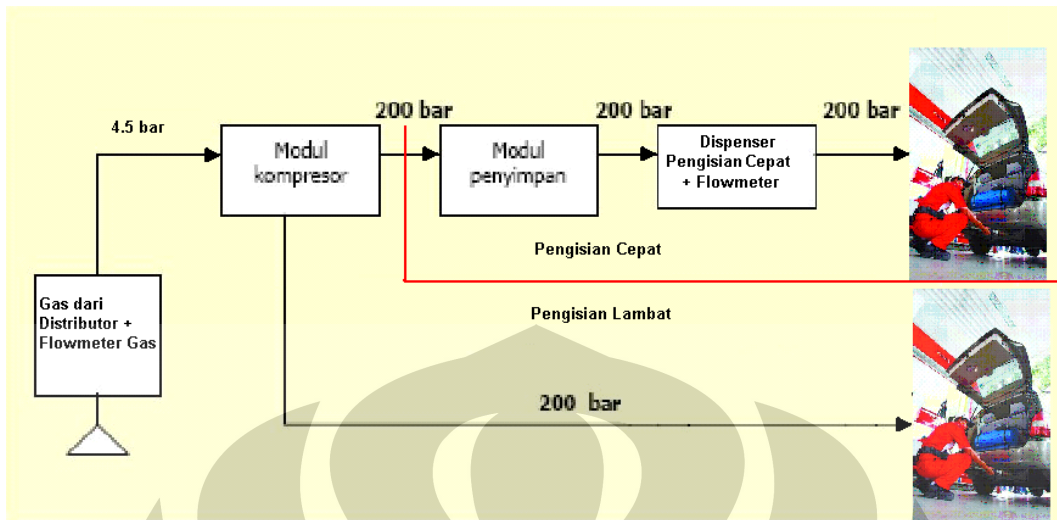 200 bar
200 bar
200 bar
4.5 bar
Modul
kompresor
Modul
penyimpan
Dispenser
Pengisian Cepat
+ Flowmeter
Pengisian Cepat
Gas dari
Distributor +
Flowmeter Gas
Pengisian Lambat
200 bar